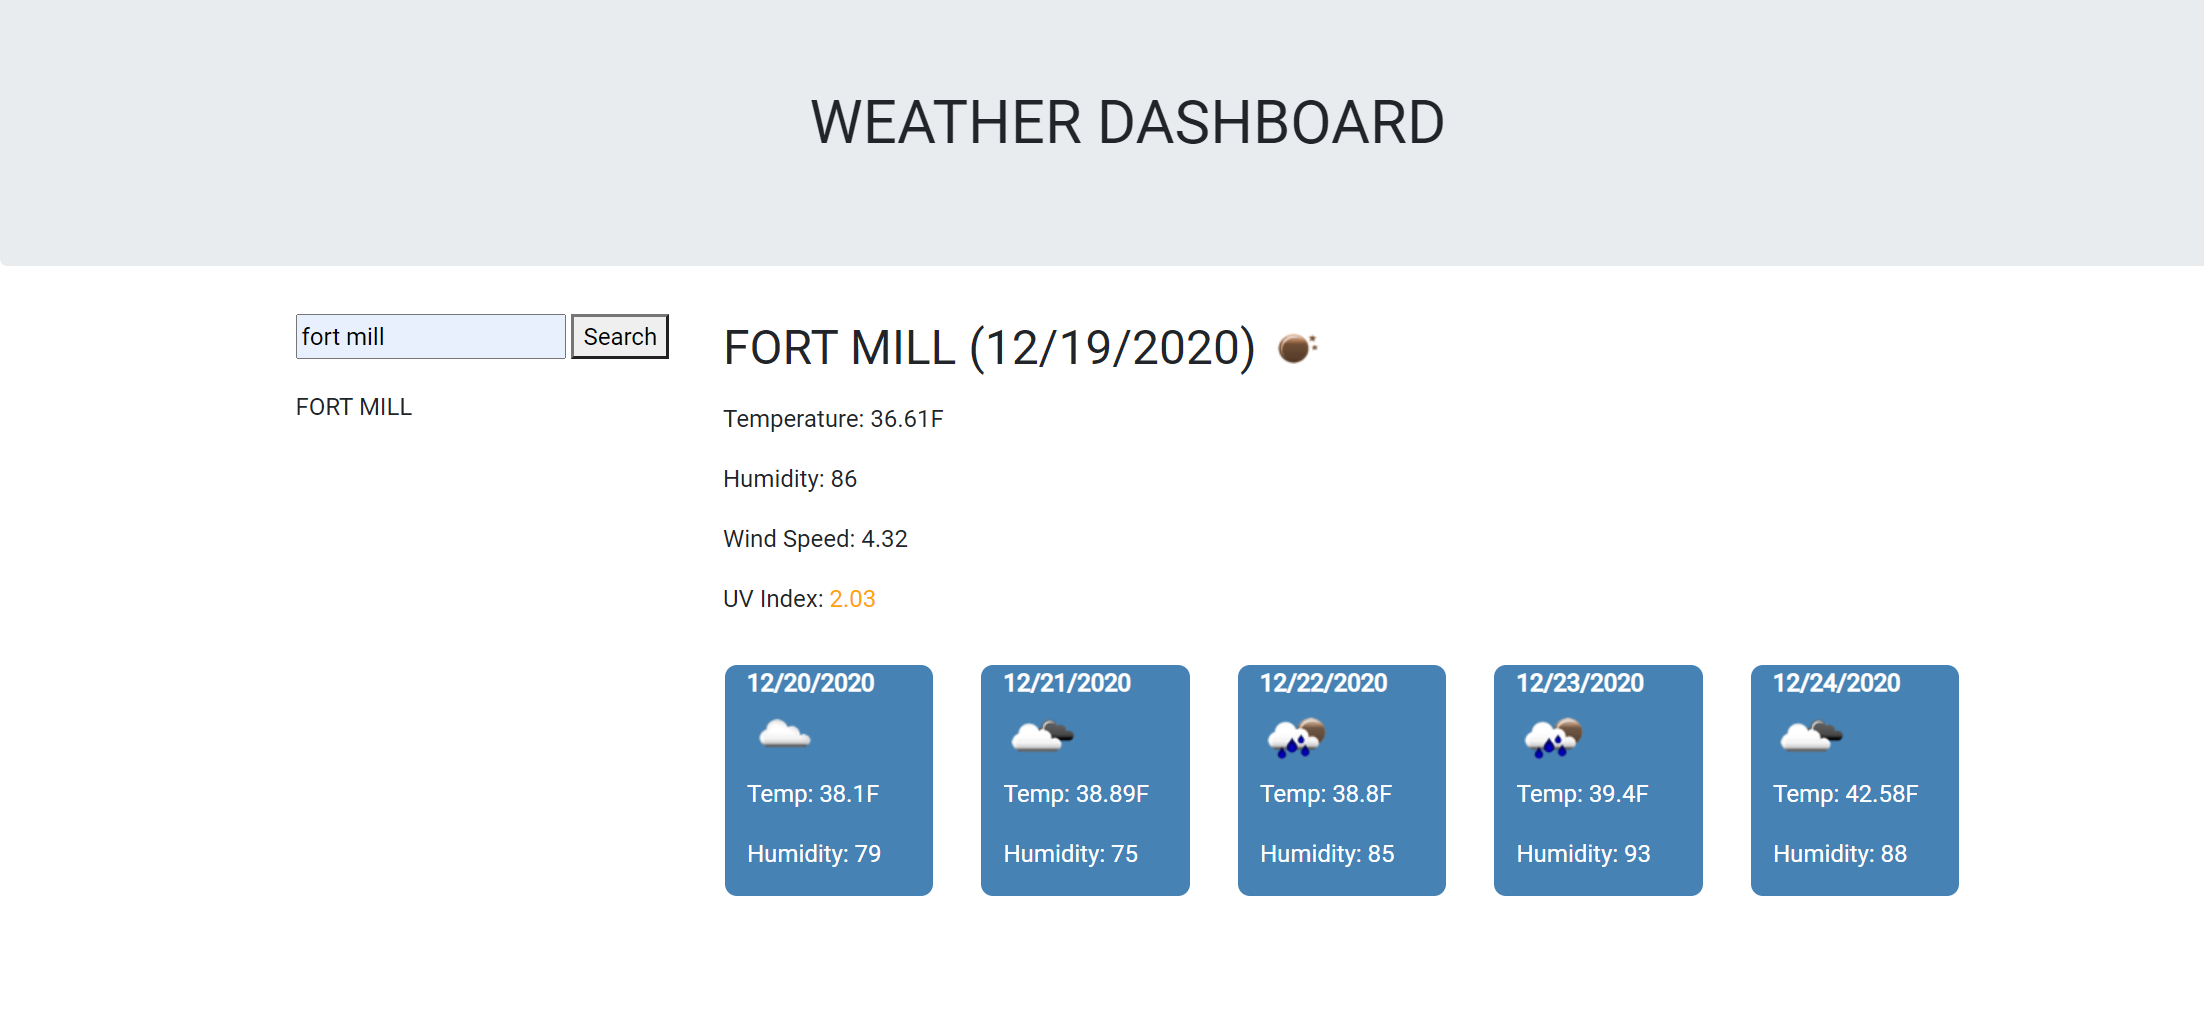 WEATHER DASHBOARD
fort mill
Search
FORT MILL
FORT MILL (12/19/2020)
Temperature: 36.61F
Humidity: 86
Wind Speed: 4.32
UV Index: 2.03
12/20/2020
Temp: 38.1F
Humidity: 79
12/21/2020
Temp: 38.89F
Humidity: 75
12/22/2020
Temp: 38.8F
Humidity: 85
12/23/2020
Temp: 39.4F
Humidity: 93
12/24/2020
Temp: 42.58F
Humidity: 88